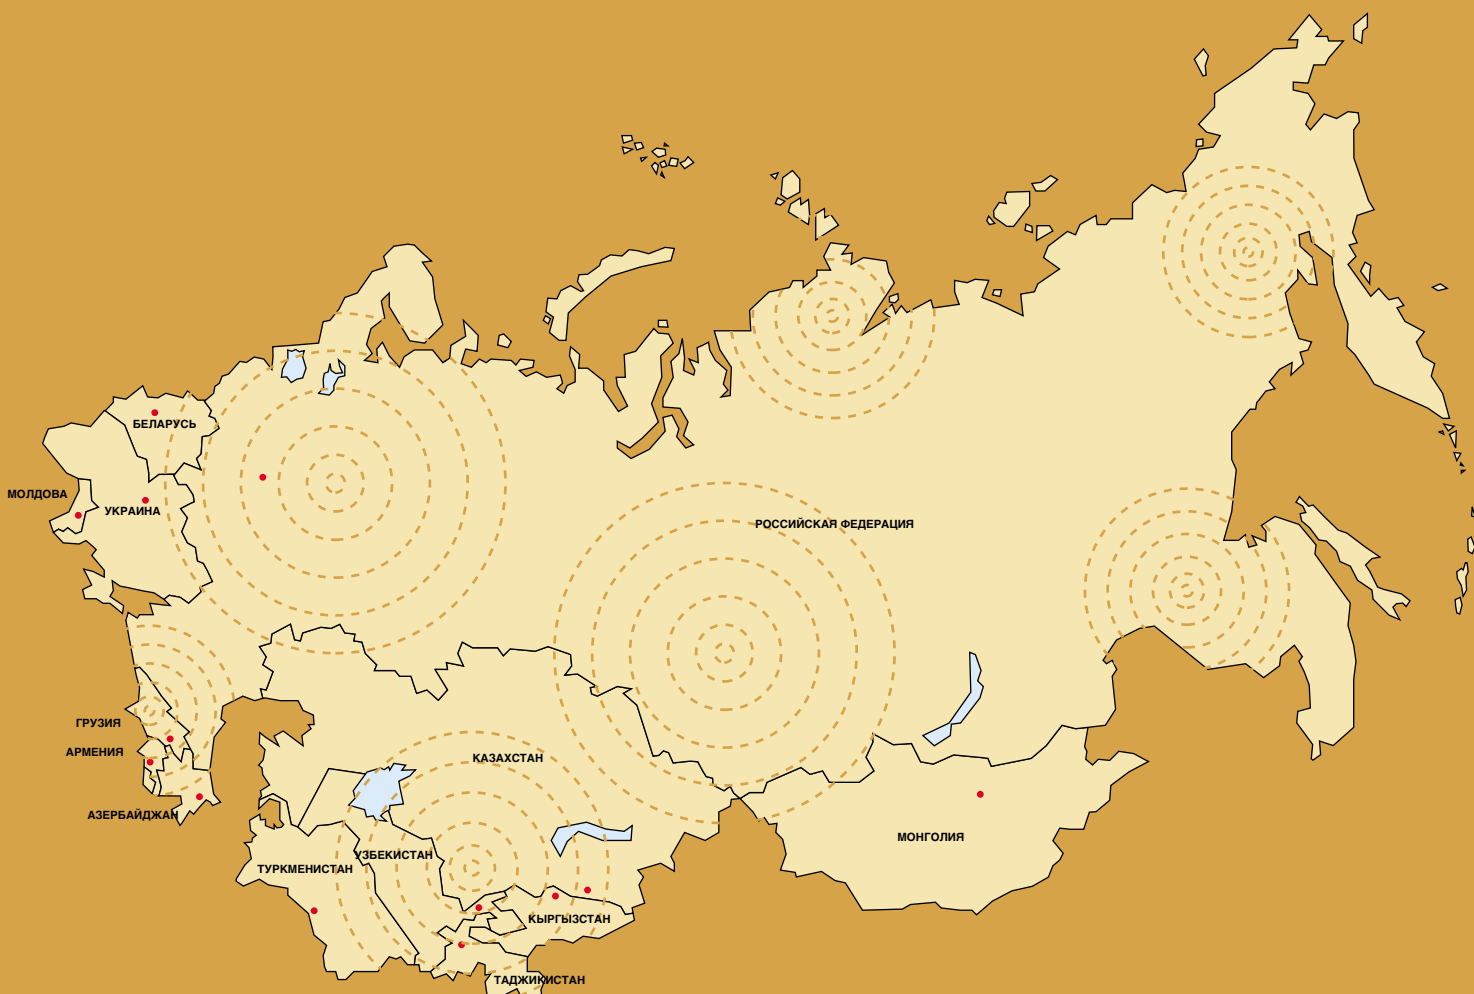 БЕЛАРУСЬ
МОЛДОВА
УКРАИНА
РОССИЙСКАЯ ФЕДЕРАЦИЯ
ГРУЗИЯ
АРМЕНИЯ
КАЗАХСТАН
АЗЕРБАЙДЖАН
МОНГОЛИЯ
УЗБЕКИСТАН
ТУРКМЕНИСТАН
КЫРГЫЗСТАН
ТАДЖИКИСТАН